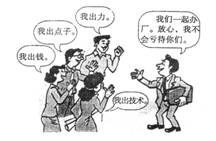 我出力。
我出点子。
我出钱。
我出技术。
我们一起办
厂。放心，我不
会亏待你们。